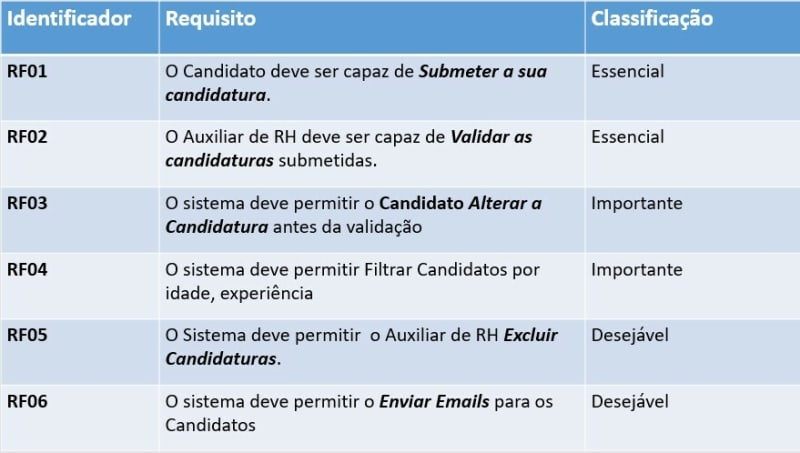 Identificador Requisito Classificação
RF01 O Candidato deve ser capaz de Submeter a sua Essencial
candidatura.
RF02 O Auxiliar de RH deve ser capaz de Validar as Essencial
candidaturas submetidas.
RF03 O sistema deve permitir o Candidato Alterar a Importante
Candidatura antes da validação
RF04 O sistema deve permitir Filtrar Candidatos por Importante
idade, experiência
RF05 O Sistema deve permitir o Auxiliar de RH Excluir Desejável
Candidaturas.
RF06 O sistema deve permitir o Enviar Emails para os Desejável
Candidatos